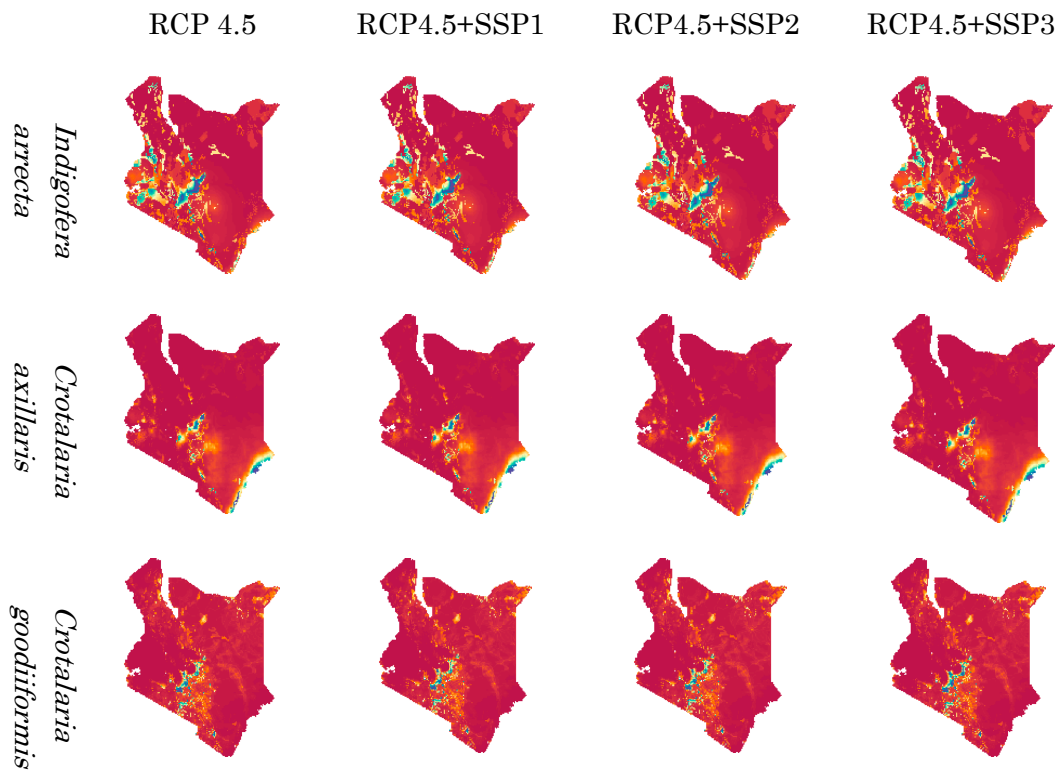 RCP 4.5
RCP4.5+SSP1
RCP4.5+SSP2
RCP4.5+SSP3
Indigofera
arrecta
Crotalaria
axillaris
Crotalaria
goodiiformis